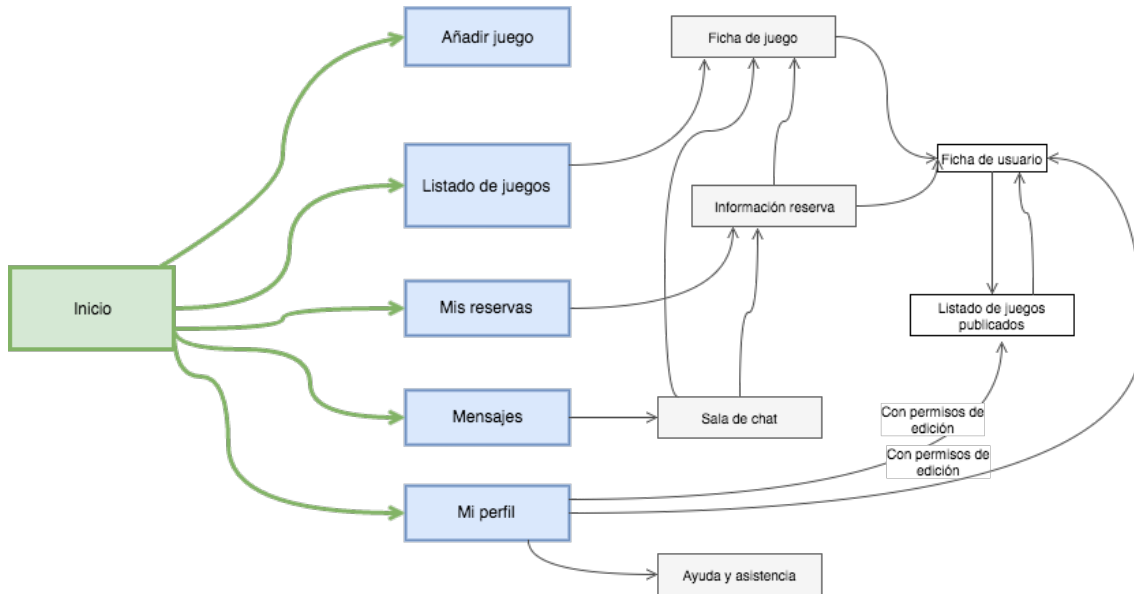 Añadir juego
Ficha de juego
Listado de juegos
Ficha de usuario
Información reserva
Inicio
Mis reservas
Listado de juegos
publicados
Mensajes
Sala de chat
Con permisos de
edición
Con permisos de
edición
Mi perfil
Ayuda y asistencia